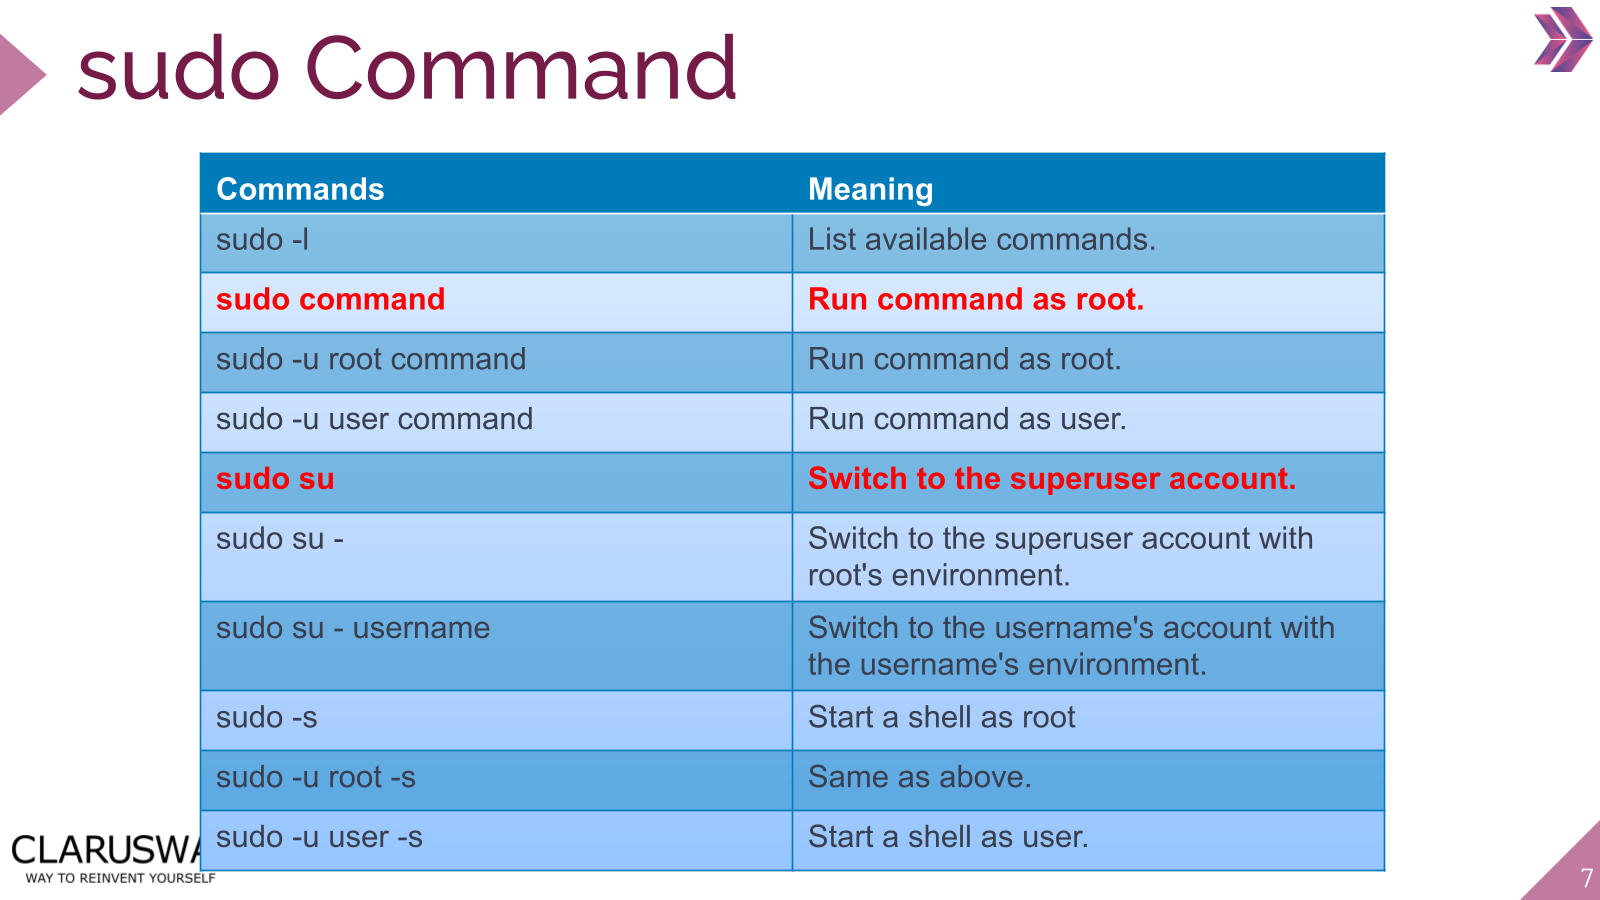 sudo Command
Commands Meaning
sudo -l List available commands.
sudo command Run command as root.
sudo -u root command Run command as root.
sudo -u user command Run command as user.
sudo su Switch to the superuser account.
sudo su - Switch to the superuser account with
root's environment.
sudo su - username Switch to the username's account with
the username's environment.
sudo -s Start a shell as root
sudo -u root -s Same as above.
sudo -u user -s Start a shell as user.
CLARUSWA
WAY TO REINVENT YOURSELF
7